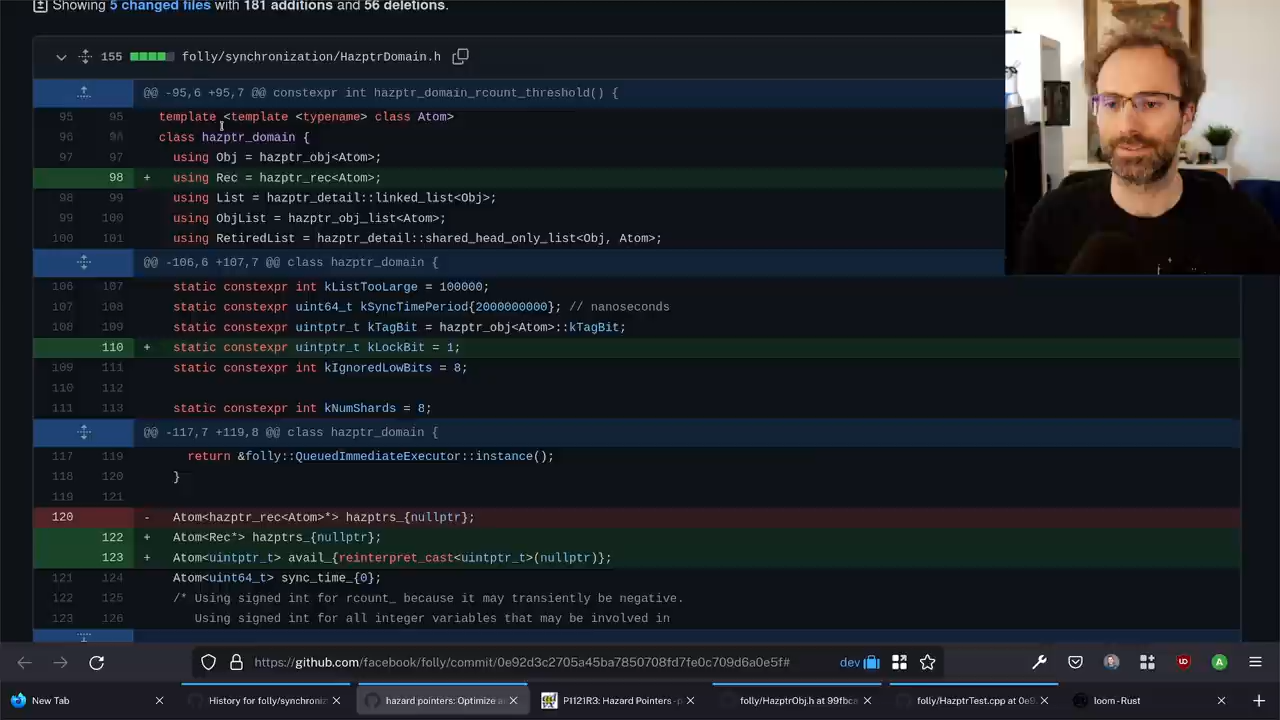 Showing 5 changed files with 181 additions and 56 deletions.
155 folly/synchronization/HazptrDomain.h
@@ -95,6 +95,7 @@ constexpr int hazptr_domain_rcount_threshold() {
95 95 template <template <typename> class Atom>
96 96 class hazptr_domain {
97 97 using Obj = hazptr_obj<Atom>;
98 + using Rec = hazptr_rec<Atom>;
98 99 using List = hazptr_detail::linked_list<Obj>;
99 100 using ObjList = hazptr_obj_list<Atom>;
100 101 using RetiredList = hazptr_detail::shared_head_only_list<Obj, Atom>;
@@ -106,6 +107,7 @@ class hazptr_domain {
106 107 static constexpr int kListTooLarge = 100000;
107 108 static constexpr uint64_t kSyncTimePeriod{2000000000}; // nanoseconds
108 109 static constexpr uintptr_t kTagBit = hazptr_obj<Atom>::kTagBit;
110 + static constexpr uintptr_t kLockBit = 1;
109 111 static constexpr int kIgnoredLowBits = 8;
110 112
111 113 static constexpr int kNumShards = 8;
@@ -117,7 +119,8 @@ class hazptr_domain {
117 119 return &folly::QueuedImmediateExecutor::instance();
118 120 }
119 121
120 - Atom<hazptr_rec<Atom>*> hazptrs_{nullptr};
122 + Atom<Rec*> hazptrs_{nullptr};
123 + Atom<uintptr_t> avail_{reinterpret_cast<uintptr_t>(nullptr)};
121 124 Atom<uint64_t> sync_time_{0};
122 125 /* Using signed int for rcount_ because it may transiently be negative.
123 126 Using signed int for all integer variables that may be involved in
https://github.com/facebook/folly/commit/0e92d3c2705a45ba7850708fd7fe0c709d6a0e5f# dev
New Tab History for folly/synchroniz hazard pointers: Optimize P1121R3: Hazard Pointers - folly/HazptrObj.h at 99fbca folly/HazptrTest.cpp at 0e9 loom - Rust